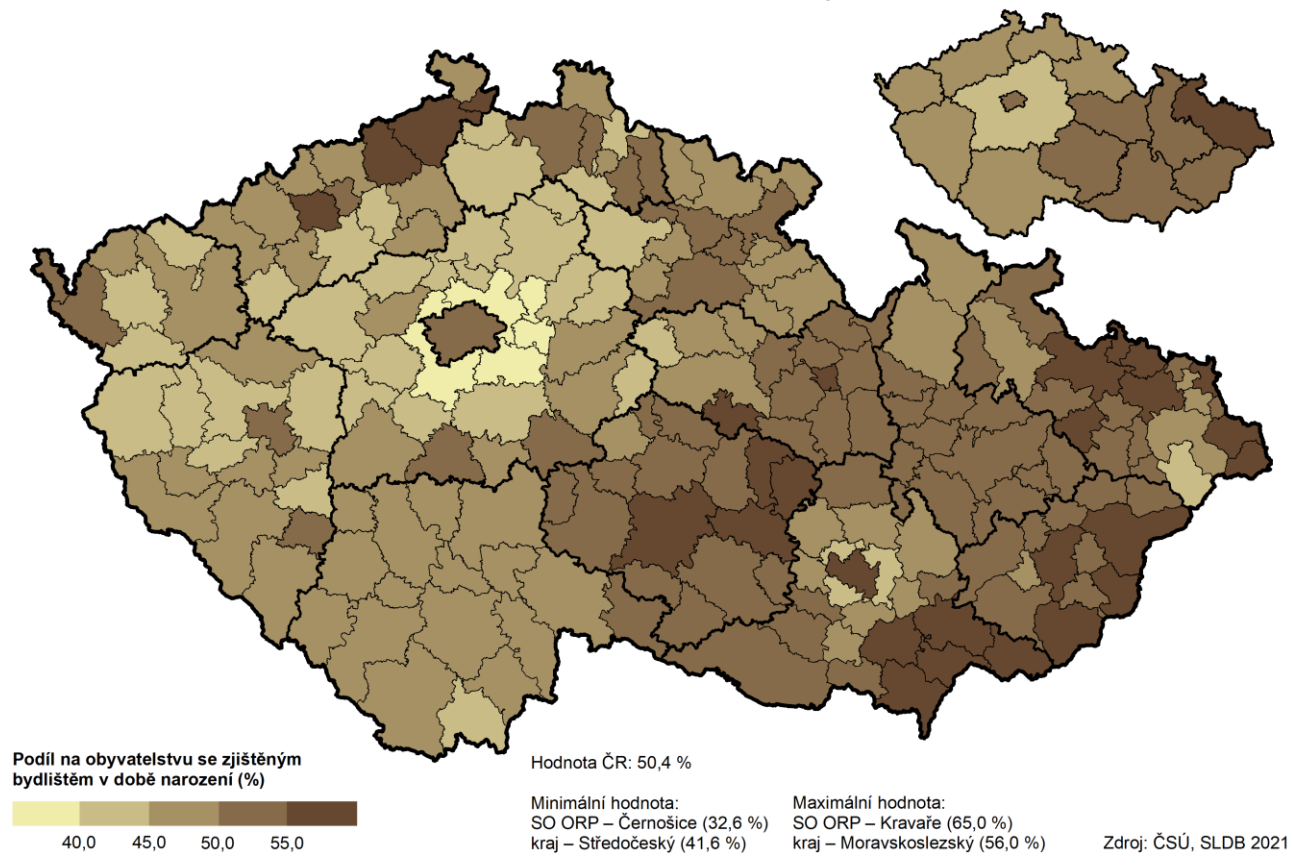 Podíl na obyvatelstvu se zjištěným
bydlištěm v době narození (%)
40,0 45,0 50,0 55,0
Hodnota ČR: 50,4 %
Minimální hodnota:
SO ORP – Černošice (32,6 %)
kraj – Středočeský (41,6 %)
Maximální hodnota:
SO ORP – Kravaře (65,0 %)
kraj – Moravskoslezský (56,0 %)
Zdroj: ČSÚ, SLDB 2021